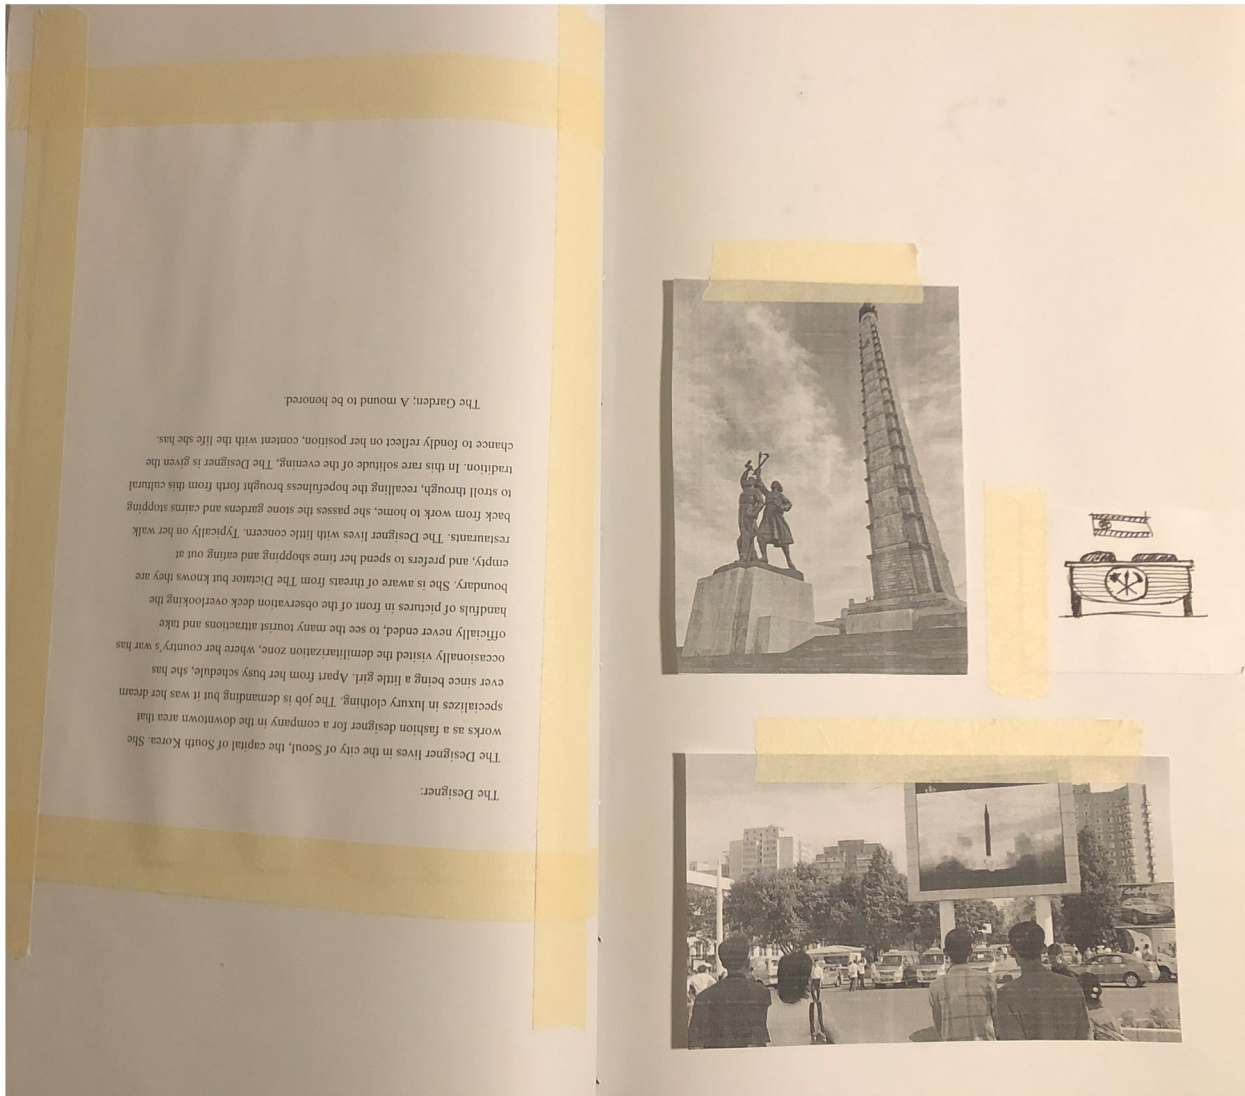 The Designer:
The Designer lives in the city of Seoul, the capital of South Korea. She
works as a fashion designer for a company in the downtown area that
specializes in luxury clothing. The job is demanding but it was her dream
ever since being a little girl. Apart from her busy schedule, she has
occasionally visited the demilitarization zone, where her country's war has
officially never ended, to see the many tourist attractions and take
handfuls of pictures in front of the observation deck overlooking the
boundary. She is aware of threats from The Dictator but knows they are
empty, and prefers to spend her time shopping and eating out at
restaurants. The Designer lives with little concern. Typically on her walk
back from work to home, she passes the stone gardens and cairns stopping
to stroll through, recalling the hopefulness brought forth from this cultural
tradition. In this rare solitude of the evening, The Designer is given the
chance to fondly reflect on her position, content with the life she has.
The Garden; A mound to be honored.